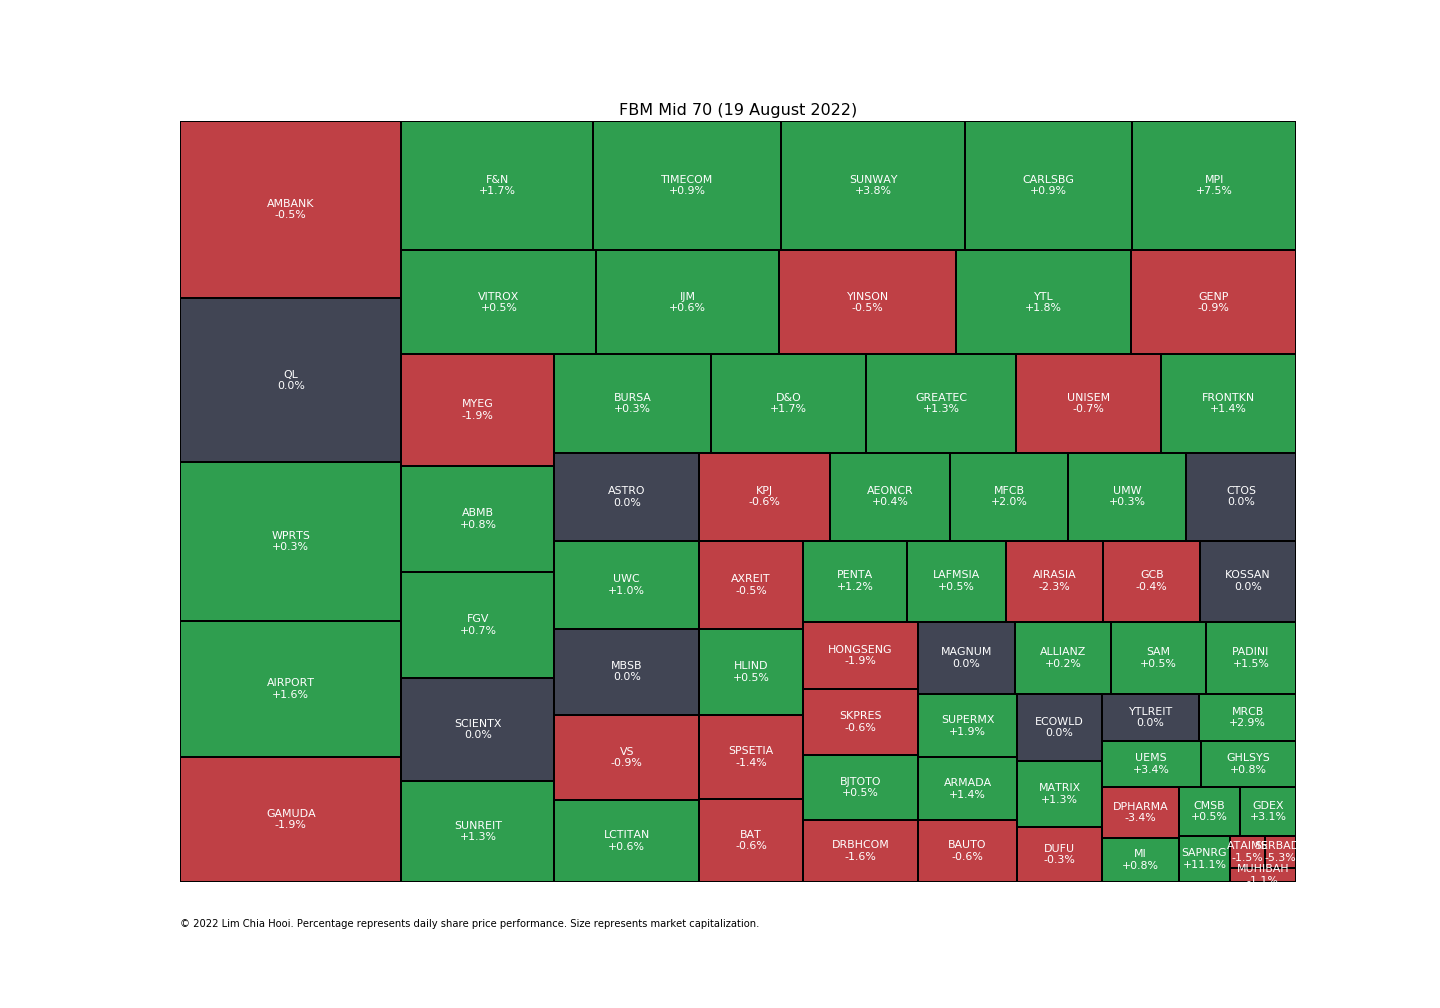 FBM Mid 70 (19 August 2022)
AMBANK
-0.5%
QL
0.0%
WPRTS
+0.3%
AIRPORT
+1.6%
GAMUDA
-1.9%
F&N
+1.7%
TIMECOM
+0.9%
SUNWAY
+3.8%
CARLSBG
+0.9%
MPI
+7.5%
VITROX
+0.5%
IJM
+0.6%
YINSON
-0.5%
YTL
+1.8%
GENP
-0.9%
MYEG
-1.9%
ABMB
+0.8%
FGV
+0.7%
SCIENTX
0.0%
SUNREIT
+1.3%
BURSA
+0.3%
D&O
+1.7%
GREATEC
+1.3%
UNISEM
-0.7%
FRONTKN
+1.4%
ASTRO
0.0%
UWC
+1.0%
MBSB
0.0%
VS
-0.9%
LCTITAN
+0.6%
KPJ
-0.6%
AEONCR
+0.4%
MFCB
+2.0%
UMW
+0.3%
CTOS
0.0%
AXREIT
-0.5%
HLIND
+0.5%
SPSETIA
-1.4%
BAT
-0.6%
PENTA
+1.2%
LAFMSIA
+0.5%
AIRASIA
-2.3%
GCB
-0.4%
KOSSAN
0.0%
HONGSENG
-1.9%
SKPRES
-0.6%
BJTOTO
+0.5%
DRBHCOM
-1.6%
MAGNUM
0.0%
ALLIANZ
+0.2%
SAM
+0.5%
PADINI
+1.5%
SUPERMX
+1.9%
ARMADA
+1.4%
BAUTO
-0.6%
ECOWLD
0.0%
MATRIX
+1.3%
DUFU
-0.3%
YTLREIT
0.0%
MRCB
+2.9%
UEMS
+3.4%
GHLSYS
+0.8%
DPHARMA
-3.4%
MI
+0.8%
CMSB
+0.5%
GDEX
+3.1%
SAPNRG
+11.1%
-1.5%
-5.3%
MUHIBAH
-1.1%
© 2022 Lim Chia Hooi. Percentage represents daily share price performance. Size represents market capitalization.